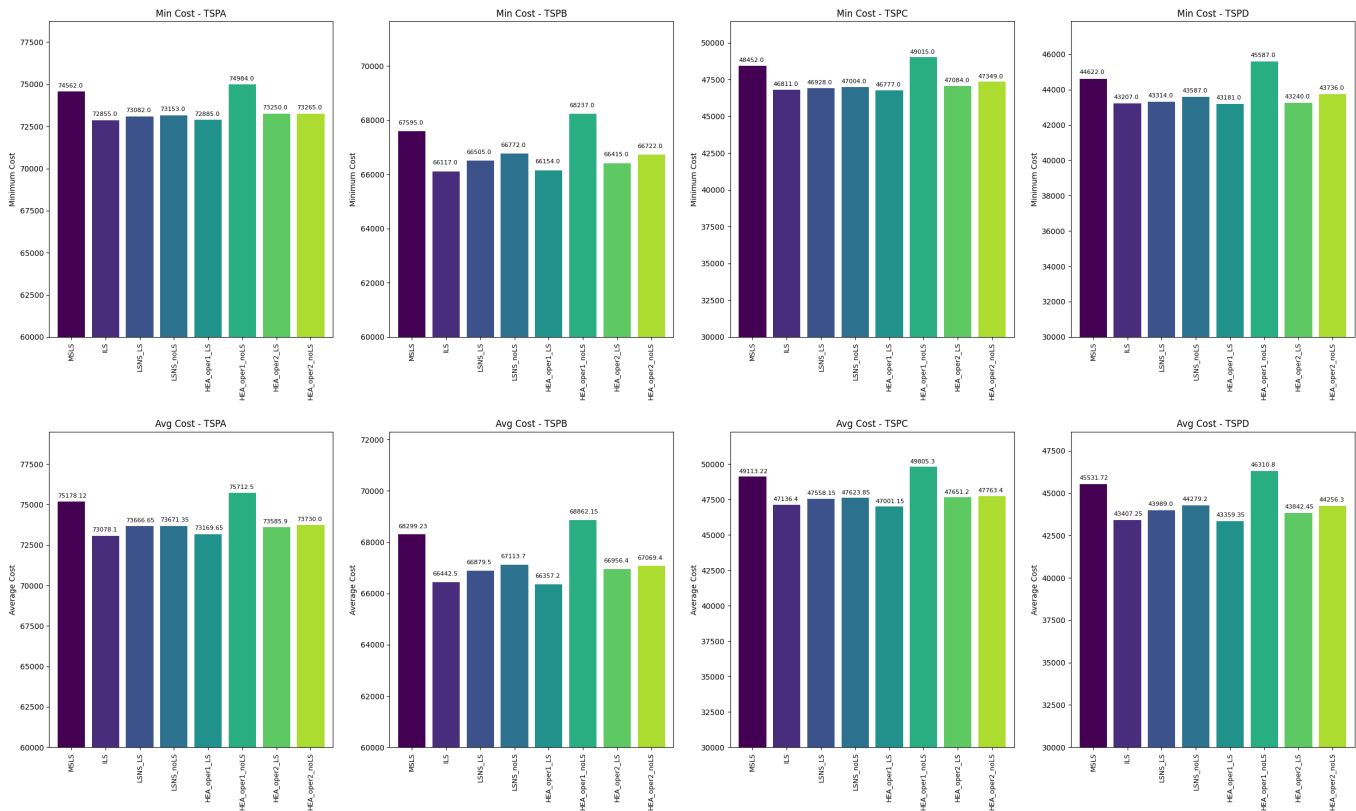 Min Cost - TSPA
Minimum Cost
77500
75000
72500
70000
67500
65000
62500
60000
74562.0
72855.0
73082.0
73153.0
72885.0
74984.0
73250.0
73265.0
MSLS
ILS
LSNS_LS
LSNS_noLS
HEA_oper1_LS
HEA_oper1_noLS
HEA_oper2_LS
HEA_oper2_noLS
Min Cost - TSPB
Minimum Cost
70000
68000
66000
64000
62000
60000
67595.0
66117.0
66505.0
66772.0
66154.0
68237.0
66415.0
66722.0
MSLS
ILS
LSNS_LS
LSNS_noLS
HEA_oper1_LS
HEA_oper1_noLS
HEA_oper2_LS
HEA_oper2_noLS
Min Cost - TSPC
Minimum Cost
50000
47500
45000
42500
40000
37500
35000
32500
30000
48452.0
46811.0
46928.0
47004.0
46777.0
49015.0
47084.0
47349.0
MSLS
ILS
LSNS_LS
LSNS_noLS
HEA_oper1_LS
HEA_oper1_noLS
HEA_oper2_LS
HEA_oper2_noLS
Min Cost - TSPD
Minimum Cost
46000
44000
42000
40000
38000
36000
34000
32000
30000
44622.0
43207.0
43314.0
43587.0
43181.0
45587.0
43240.0
43736.0
MSLS
ILS
LSNS_LS
LSNS_noLS
HEA_oper1_LS
HEA_oper1_noLS
HEA_oper2_LS
HEA_oper2_noLS
Avg Cost - TSPA
Average Cost
77500
75000
72500
70000
67500
65000
62500
60000
75178.12
73078.1
73666.65
73671.35
73169.65
75712.5
73585.9
73730.0
MSLS
ILS
LSNS_LS
LSNS_noLS
HEA_oper1_LS
HEA_oper1_noLS
HEA_oper2_LS
HEA_oper2_noLS
Avg Cost - TSPB
Average Cost
72000
70000
68000
66000
64000
62000
60000
68299.23
66442.5
66879.5
67113.7
66357.2
68862.15
66956.4
67069.4
MSLS
ILS
LSNS_LS
LSNS_noLS
HEA_oper1_LS
HEA_oper1_noLS
HEA_oper2_LS
HEA_oper2_noLS
Avg Cost - TSPC
Average Cost
50000
47500
45000
42500
40000
37500
35000
32500
30000
49113.22
47136.4
47558.15
47623.85
47001.15
49805.3
47651.2
47763.4
MSLS
ILS
LSNS_LS
LSNS_noLS
HEA_oper1_LS
HEA_oper1_noLS
HEA_oper2_LS
HEA_oper2_noLS
Avg Cost - TSPD
Average Cost
47500
45000
42500
40000
37500
35000
32500
30000
45531.72
43407.25
43989.0
44279.2
43359.35
46310.8
43842.45
44256.3
MSLS
ILS
LSNS_LS
LSNS_noLS
HEA_oper1_LS
HEA_oper1_noLS
HEA_oper2_LS
HEA_oper2_noLS